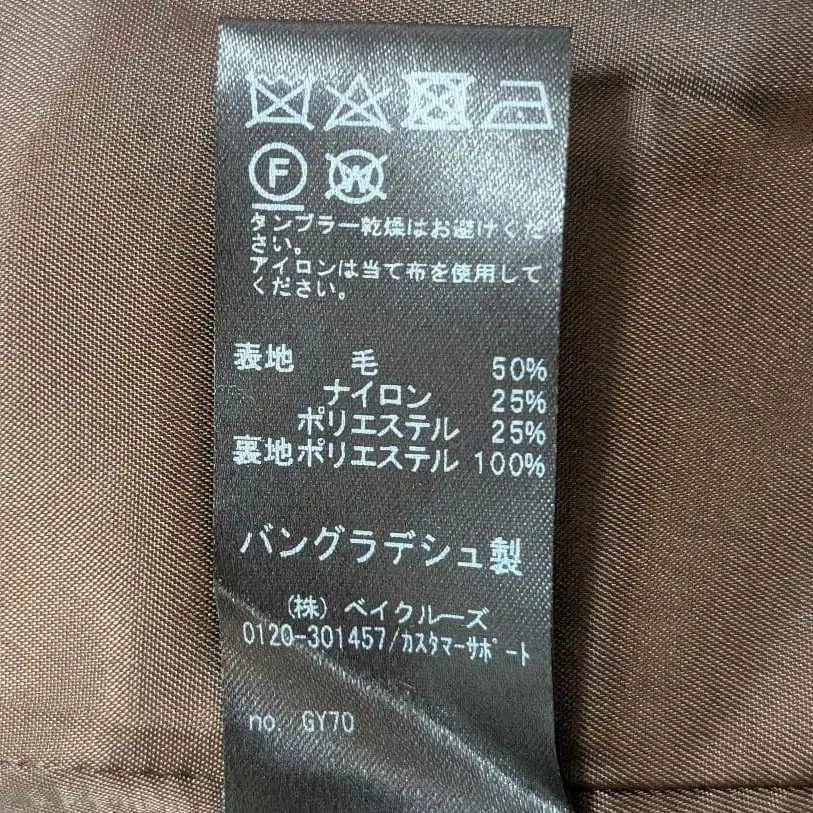 F W
タンブラー乾燥はお避けくだ
さい。
アイロンは当て布を使用して
ください。
表地 毛 50%
ナイロン 25%
ポリエステル 25%
裏地ポリエステル 100%
バングラデシュ製
(株) ベイクルーズ
0120-301457/カスタマーサポート
no. GY70